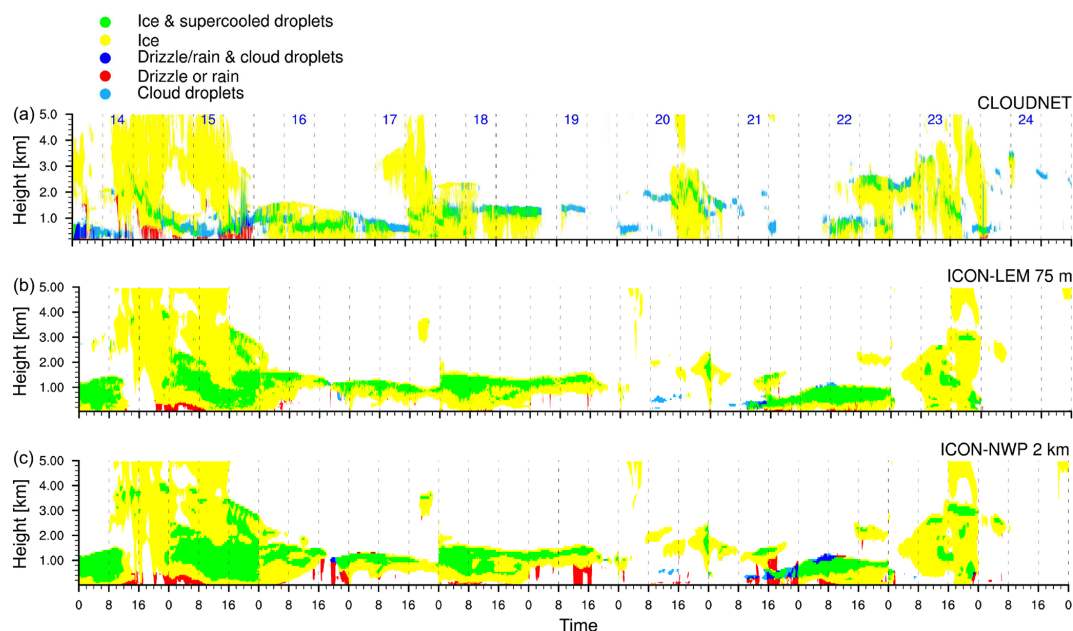 Ice & supercooled droplets
Ice
Drizzle/rain & cloud droplets
Drizzle or rain
Cloud droplets
(a)
CLOUDNET
5.0
14 15 16 17 18 19 20 21 22 23 24
4.0
3.0
2.0
1.0
Height [km]
(b)
ICON-LEM 75 m
5.00
4.00
3.00
2.00
1.00
Height [km]
(c)
ICON-NWP 2 km
5.00
4.00
3.00
2.00
1.00
Height [km]
0 8 16 0 8 16 0 8 16 0 8 16 0 8 16 0 8 16 0 8 16 0 8 16 0 8 16 0 8 16 0 8 16 0
Time